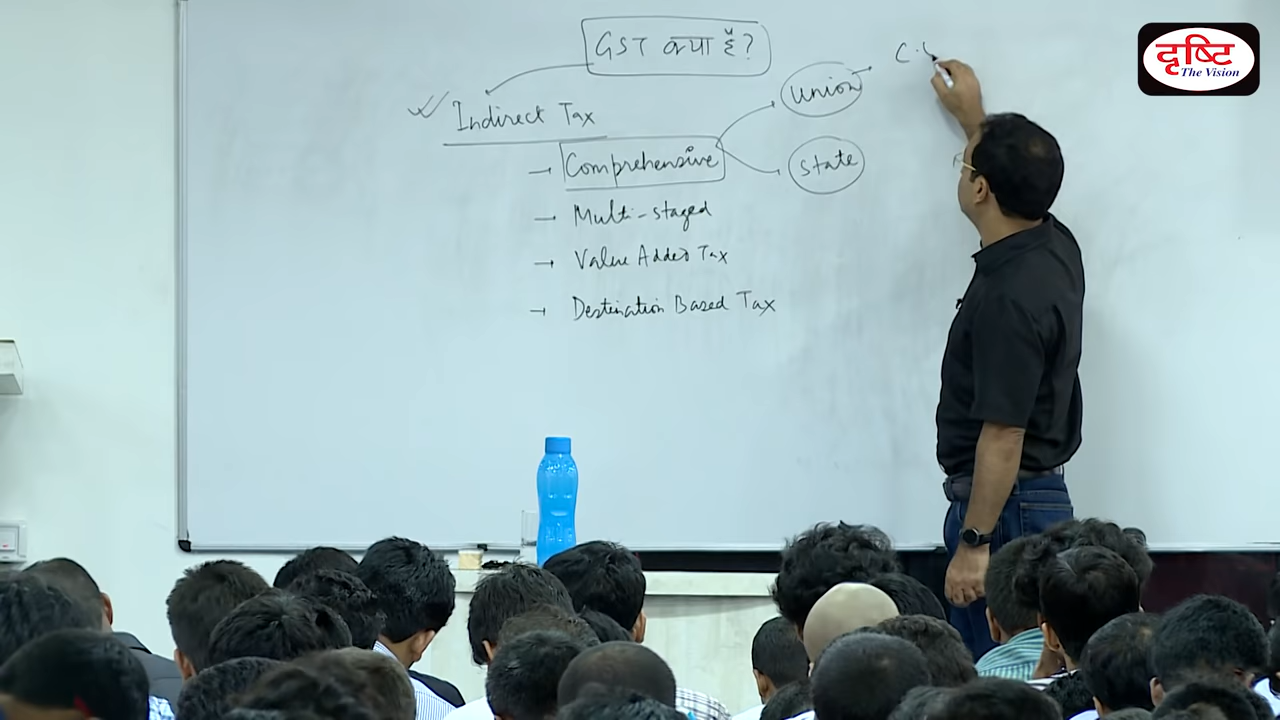 GST क्या है?
दृष्टि
The Vision
Union
Indirect Tax
Comprehensive
State
Multi-staged
Value Added Tax
Destination Based Tax